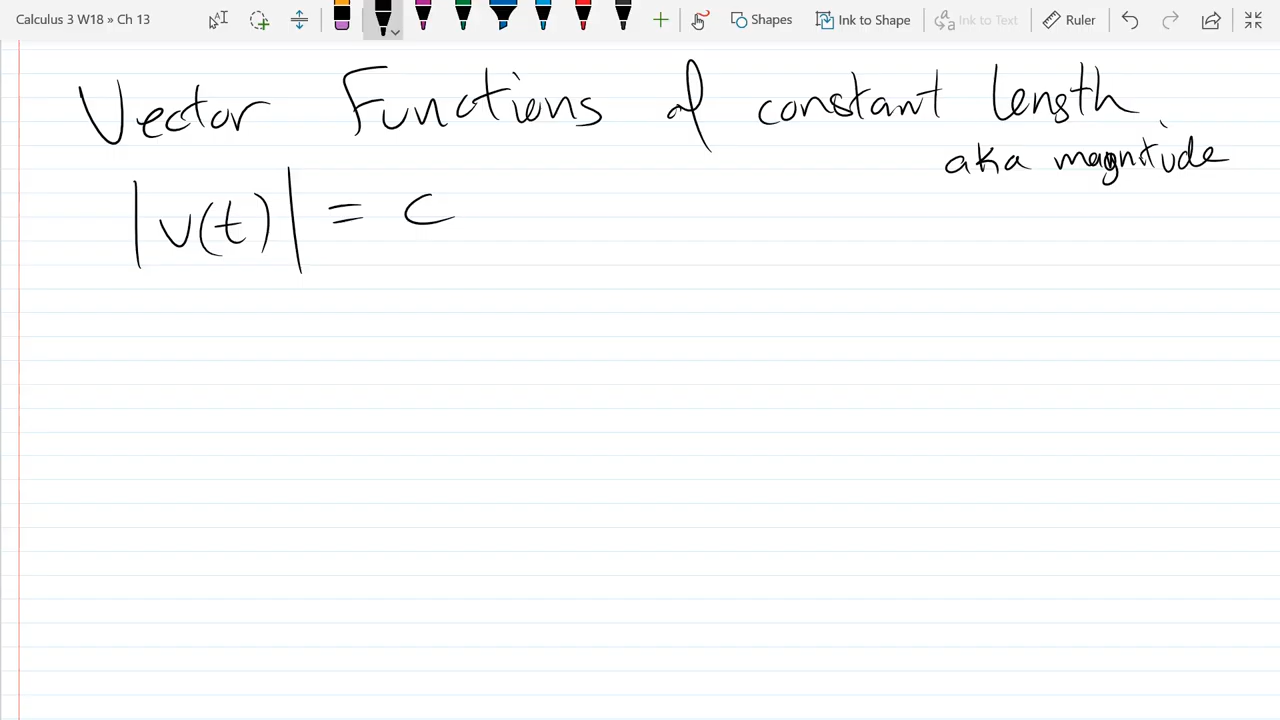 Calculus 3 W18 » Ch 13 Shapes Ink to Shape Ink to Text Ruler
Vector Functions of constant length
aka magnitude
|v(t)| = c